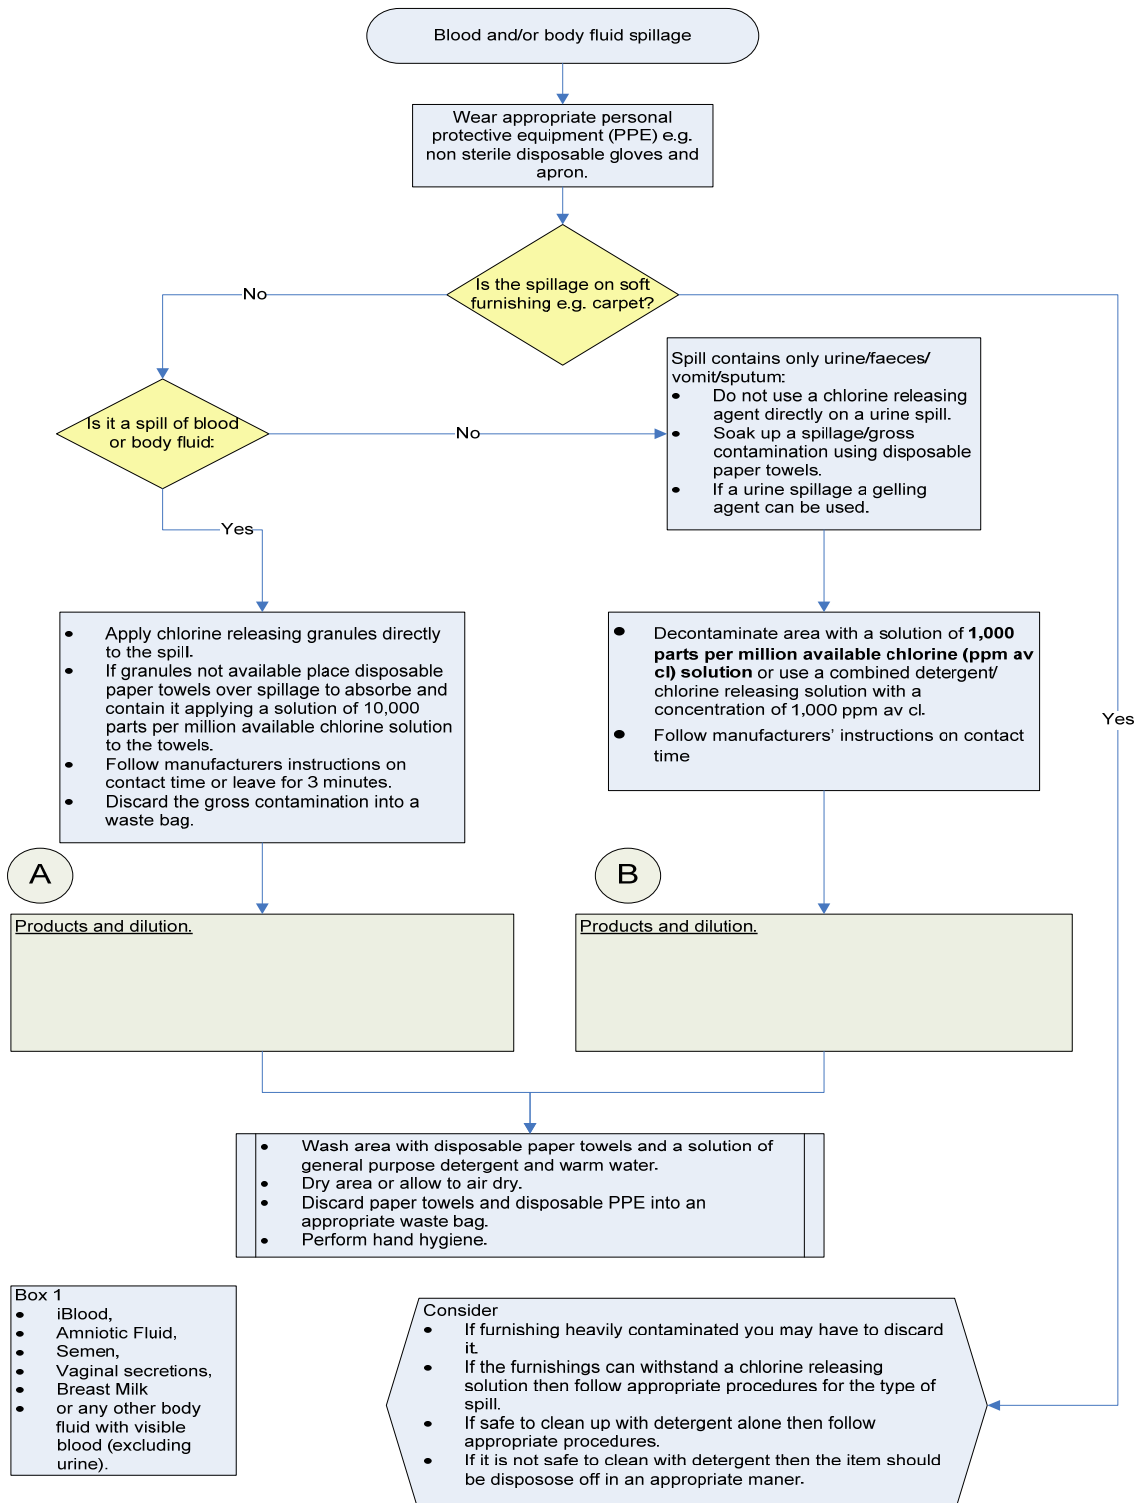 Blood and/or body fluid spillage
Wear appropriate personal
protective equipment (PPE) e.g.
non sterile disposable gloves and
apron.
Is the spillage on soft
furnishing e.g. carpet?
No
Yes
Is it a spill of blood
or body fluid:
No
Yes
Spill contains only urine/faeces/
vomit/sputum:
• Do not use a chlorine releasing
agent directly on a urine spill.
• Soak up a spillage/gross
contamination using disposable
paper towels.
• If a urine spillage a gelling
agent can be used.
• Apply chlorine releasing granules directly
to the spill.
• If granules not available place disposable
paper towels over spillage to absorbe and
contain it applying a solution of 10,000
parts per million available chlorine solution
to the towels.
• Follow manufacturers instructions on
contact time or leave for 3 minutes.
• Discard the gross contamination into a
waste bag.
• Decontaminate area with a solution of 1,000
parts per million available chlorine (ppm av
cl) solution or use a combined detergent/
chlorine releasing solution with a
concentration of 1,000 ppm av cl.
• Follow manufacturers' instructions on contact
time
A
Products and dilution.
B
Products and dilution.
• Wash area with disposable paper towels and a solution of
general purpose detergent and warm water.
• Dry area or allow to air dry.
• Discard paper towels and disposable PPE into an
appropriate waste bag.
• Perform hand hygiene.
Box 1
• iBlood,
• Amniotic Fluid,
• Semen,
• Vaginal secretions,
• Breast Milk
• or any other body
fluid with visible
blood (excluding
urine).
Consider
• If furnishing heavily contaminated you may have to discard
it.
• If the furnishings can withstand a chlorine releasing
solution then follow appropriate procedures for the type of
spill.
• If safe to clean up with detergent alone then follow
appropriate procedures.
• If it is not safe to clean with detergent then the item should
be disposose off in an appropriate maner.